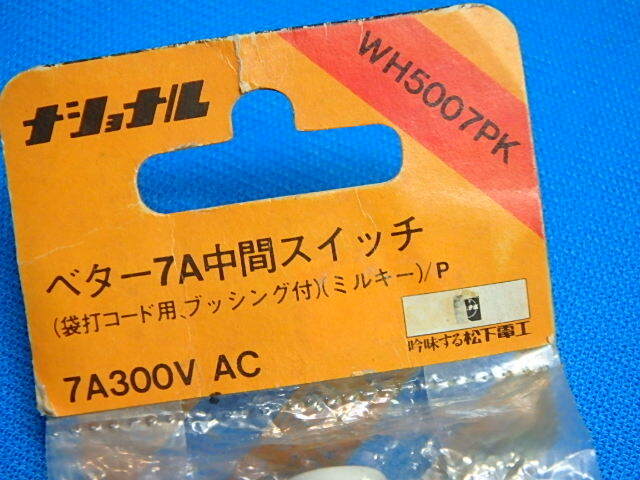 ナショナル
WH5007PK
ベター7A中間スイッチ
(袋打コード用、ブッシング付)(ミルキー)/P
吟味する松下電工
7A300V AC